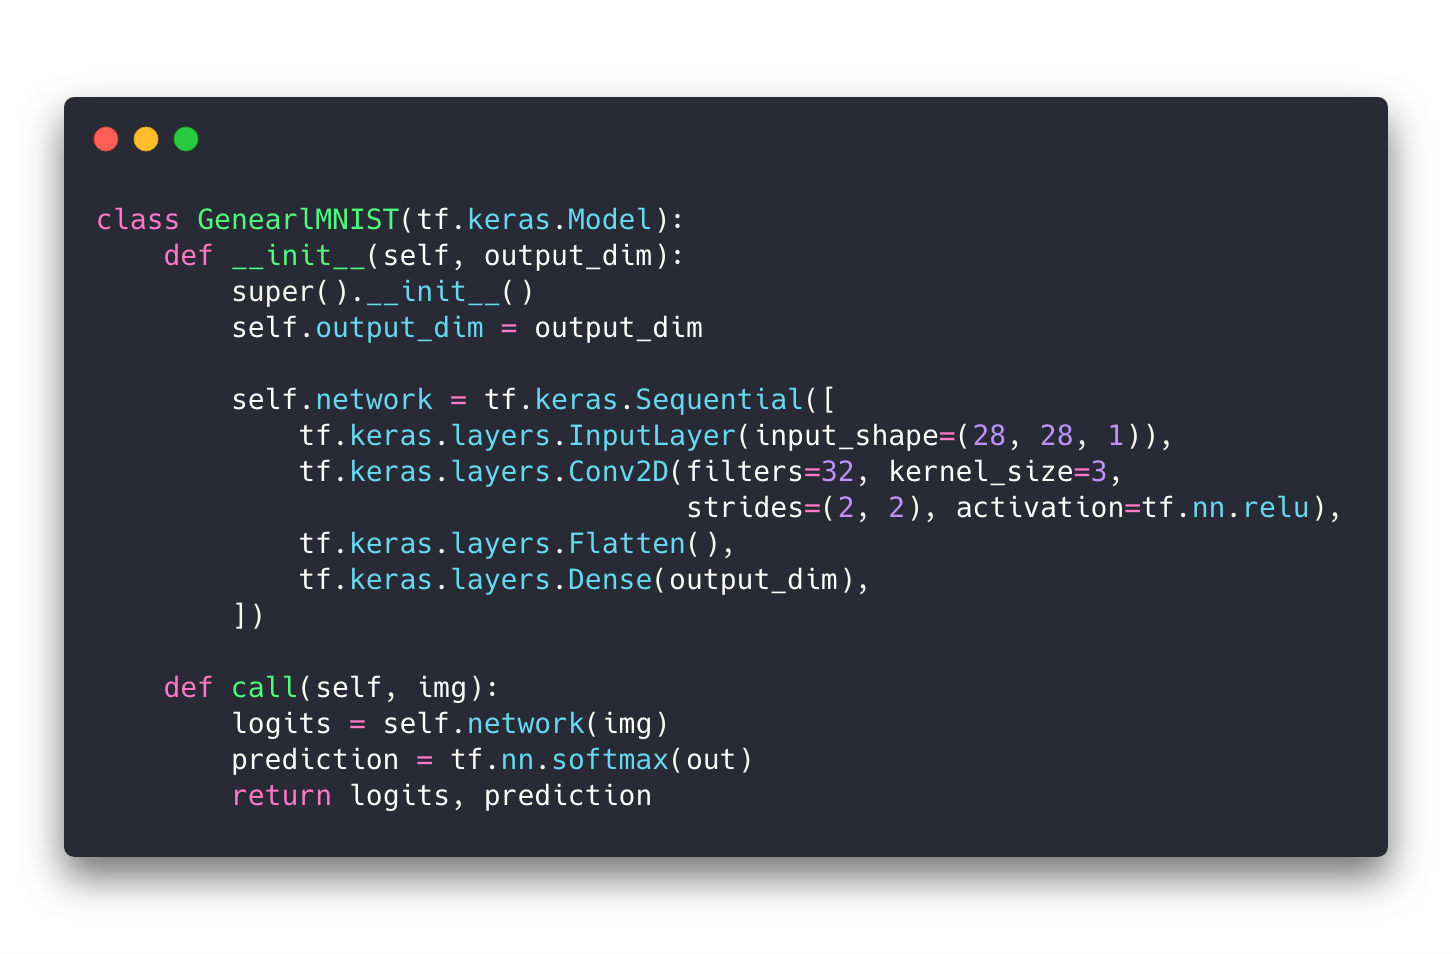 class GenearlMNIST(tf.keras.Model):
    def __init__(self, output_dim):
        super().__init__()
        self.output_dim = output_dim

        self.network = tf.keras.Sequential([
            tf.keras.layers.InputLayer(input_shape=(28, 28, 1)),
            tf.keras.layers.Conv2D(filters=32, kernel_size=3,
                                   strides=(2, 2), activation=tf.nn.relu),
            tf.keras.layers.Flatten(),
            tf.keras.layers.Dense(output_dim),
        ])

    def call(self, img):
        logits = self.network(img)
        prediction = tf.nn.softmax(out)
        return logits, prediction